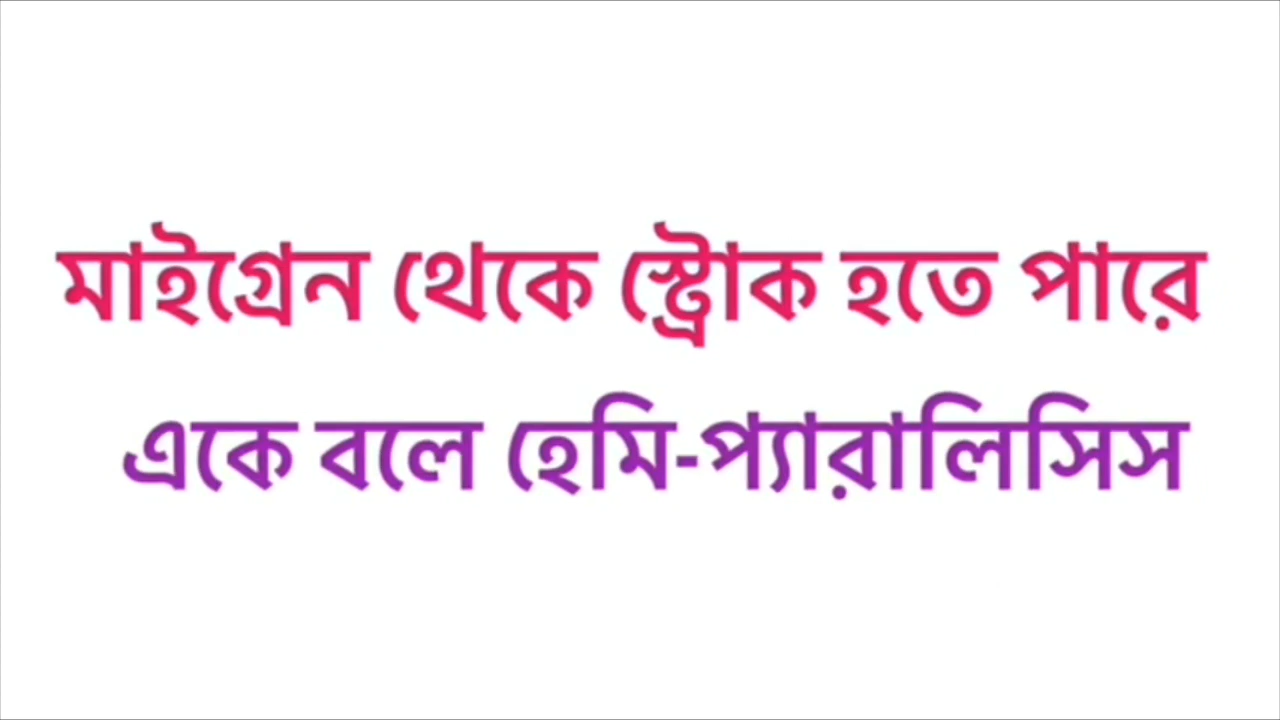 মাইগ্রেন থেকে স্ট্রোক হতে পারে
একে বলে হেমি-প্যারালিসিস